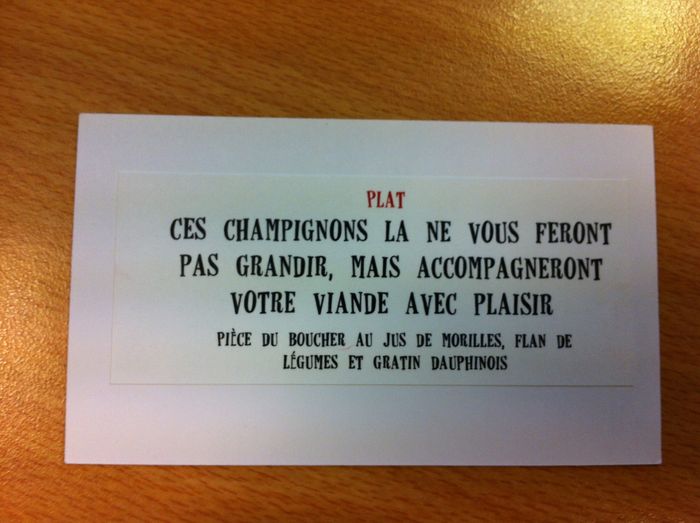 PLAT
CES CHAMPIGNONS LA NE VOUS FERONT
PAS GRANDIR, MAIS ACCOMPAGNERONT
VOTRE VIANDE AVEC PLAISIR
PIÈCE DU BOUCHER AU JUS DE MORILLES, FLAN DE
LÉGUMES ET GRATIN DAUPHINOIS